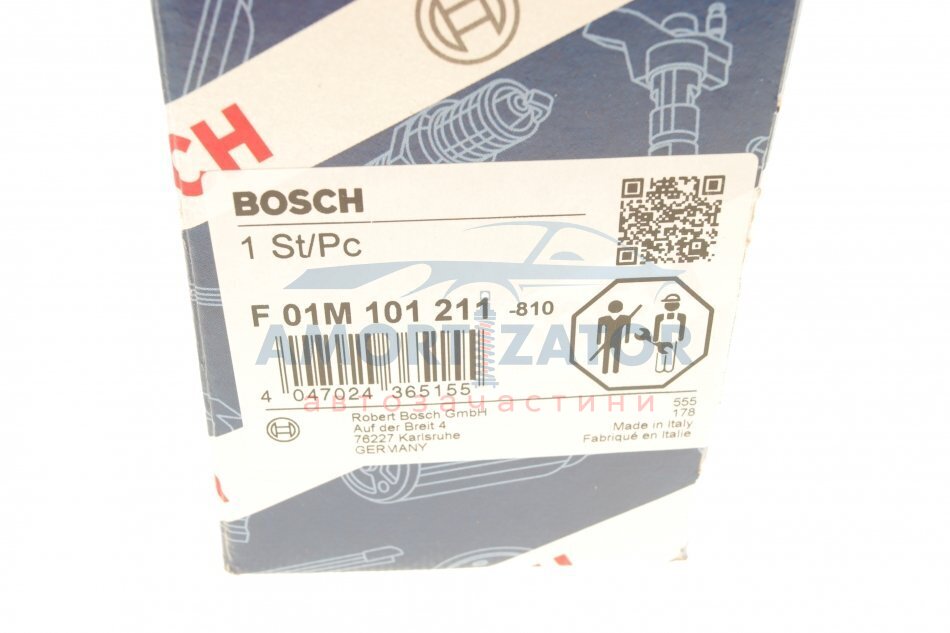 CH
BOSCH
1 St/Pc
F 01M 101 211 -810
AMORTIZATOR
4 047024 365155
автозапчастини
Robert Bosch GmbH
Auf der Breit 4
76227 Karlsruhe
GERMANY
555
178
Made in Italy
Fabriqué en Italie